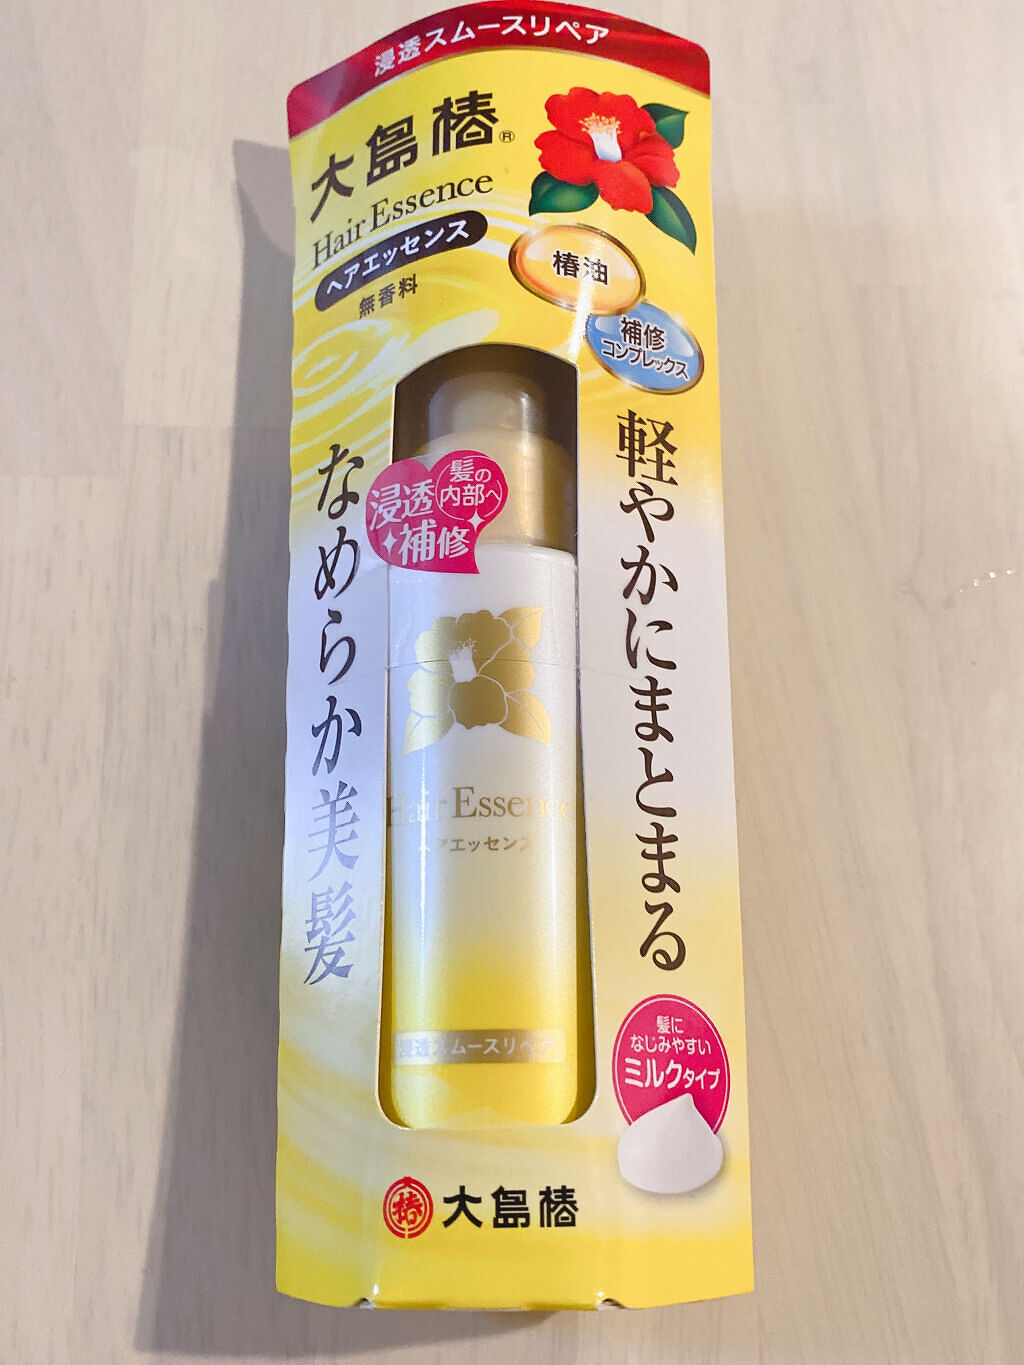 浸透スムースリペア
大島椿®
Hair Essence
ヘアエッセンス
無香料
椿油
補修
コンプレックス
軽やかにまとまる
なめらか美髪
髪の
内部へ
浸透
補修
Hair Essence
ヘアエッセンス
浸透スムースリペア
髪に
なじみやすい
ミルクタイプ
椿
大島椿